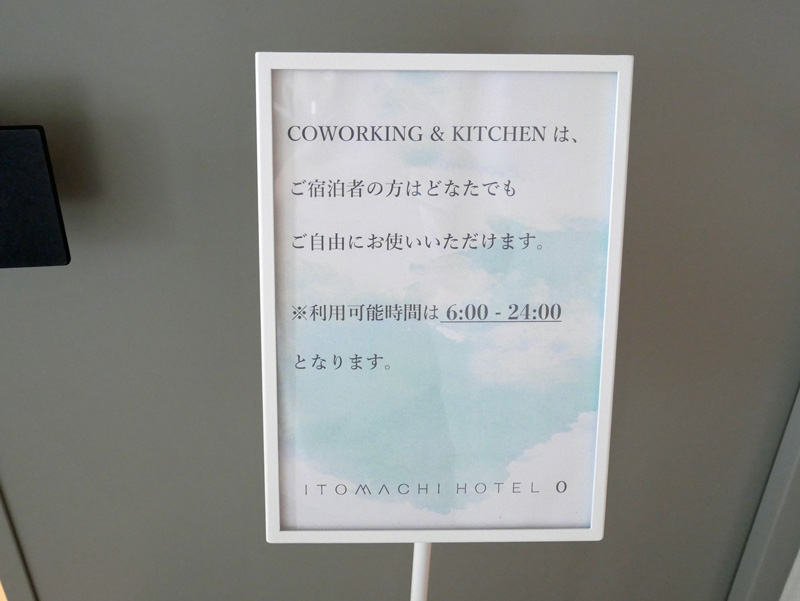 COWORKING & KITCHEN は、
ご宿泊者の方はどなたでも
ご自由にお使いいただけます。
※利用可能時間は 6:00 - 24:00
となります。
ITOMACHI HOTEL 0